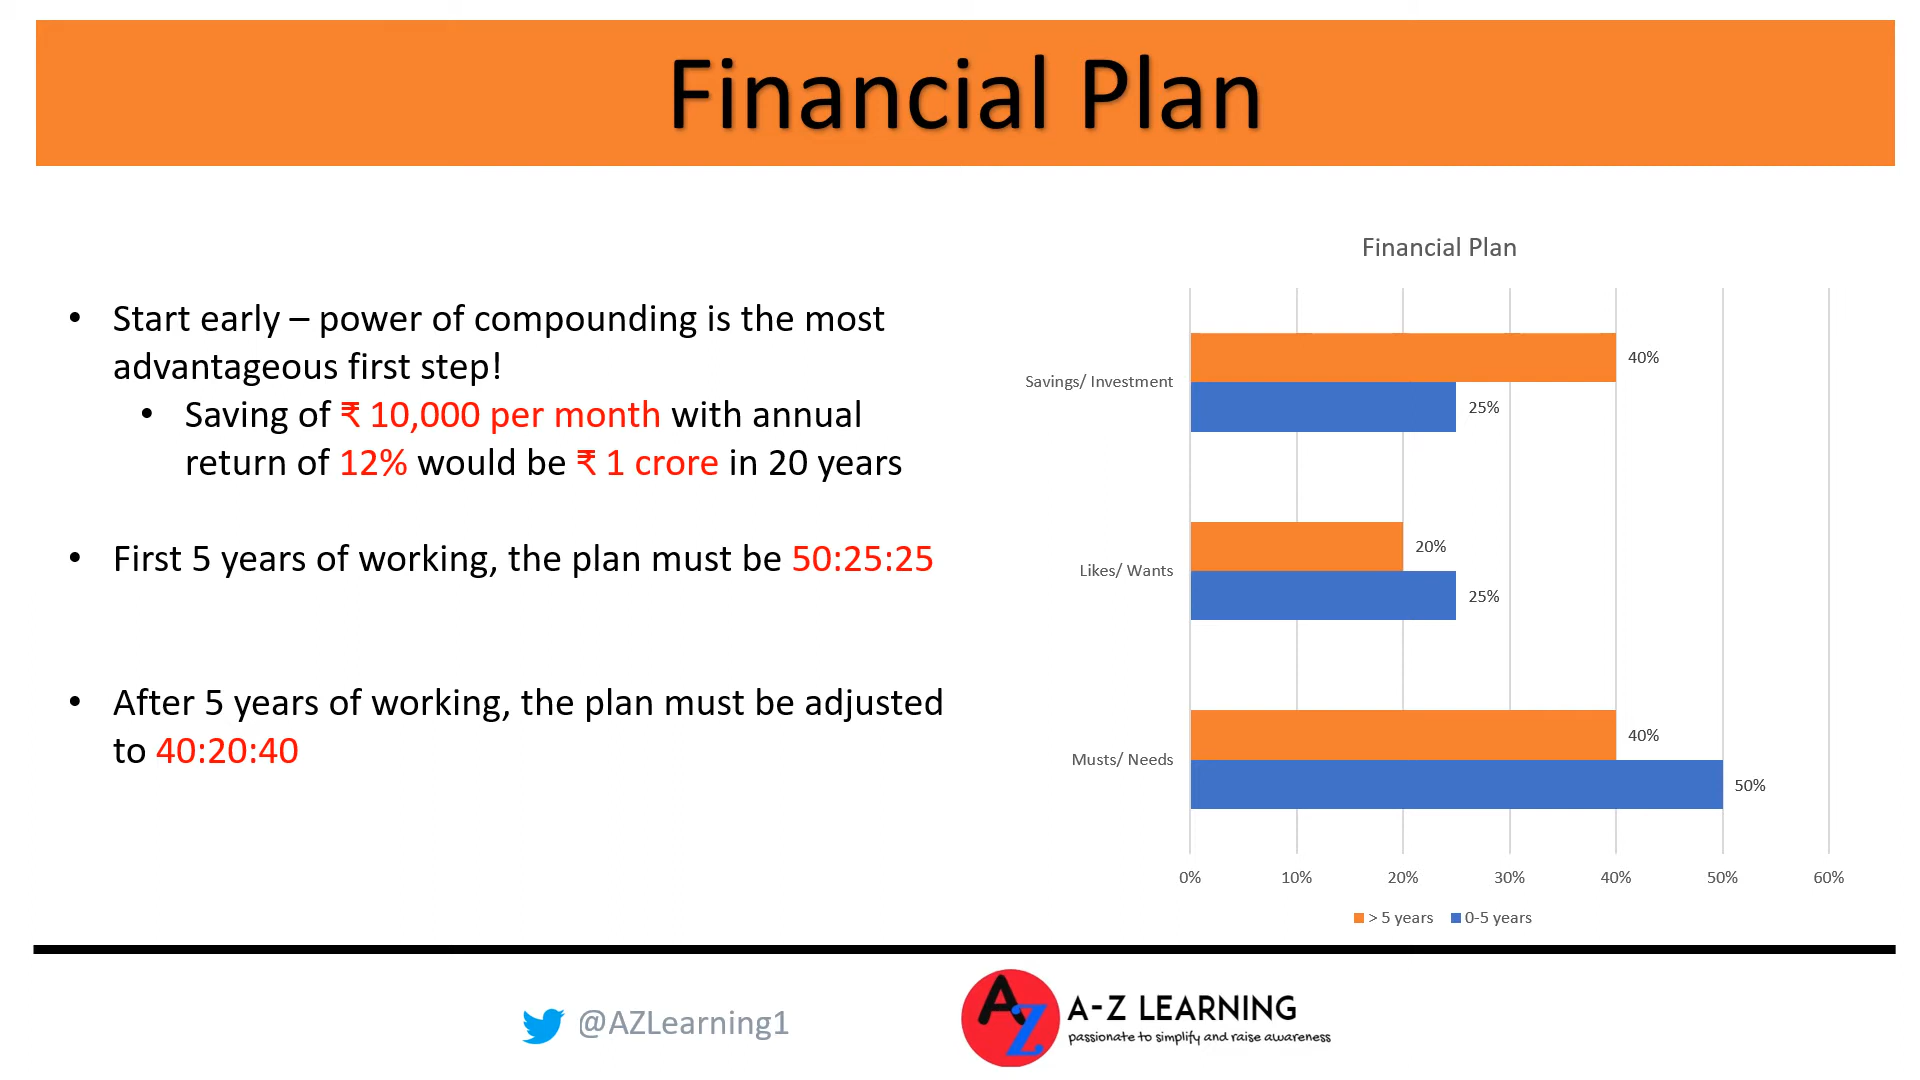 Financial Plan
• Start early – power of compounding is the most
advantageous first step!
• Saving of ₹ 10,000 per month with annual
return of 12% would be ₹ 1 crore in 20 years
• First 5 years of working, the plan must be 50:25:25
• After 5 years of working, the plan must be adjusted
to 40:20:40
Financial Plan
Savings/ Investment
40%
25%
Likes/ Wants
20%
25%
Musts/ Needs
40%
50%
0% 10% 20% 30% 40% 50% 60%
> 5 years 0-5 years
@AZLearning1
AZ
A-Z LEARNING
passionate to simplify and raise awareness